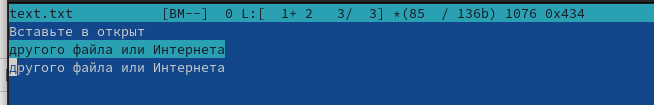 text.txt [BM--] 0 L:[ 1+ 2 3/ 3] *(85 / 136b) 1076 0x434
Вставьте в открыт
другого файла или Интернета
другого файла или Интернета